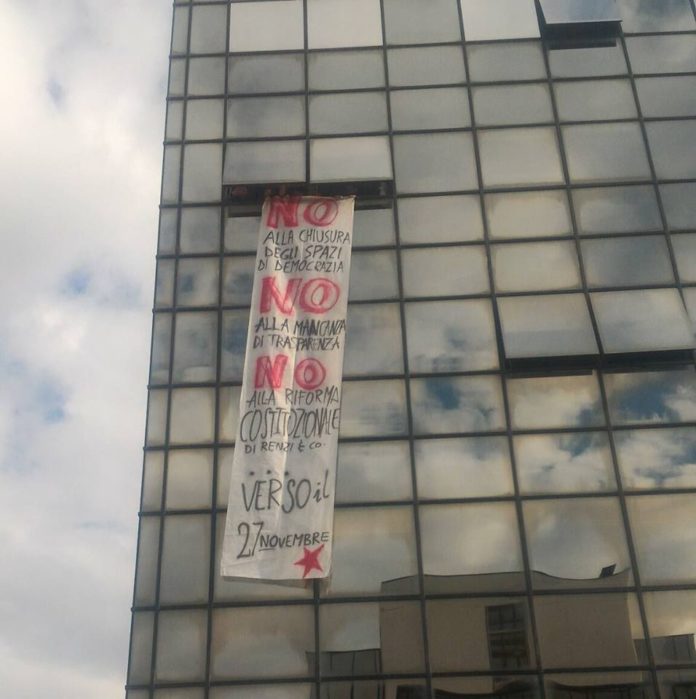 NO
ALLA CHIUSURA
DEGLI SPAZI
DI DEMOCRAZIA
NO
ALLA MANCANZA
DI TRASPARENZA
NO
ALLA RIFORMA
COSTITUZIONALE
DI RENZI & CO.
...
VERSO il
27 NOVEMBRE